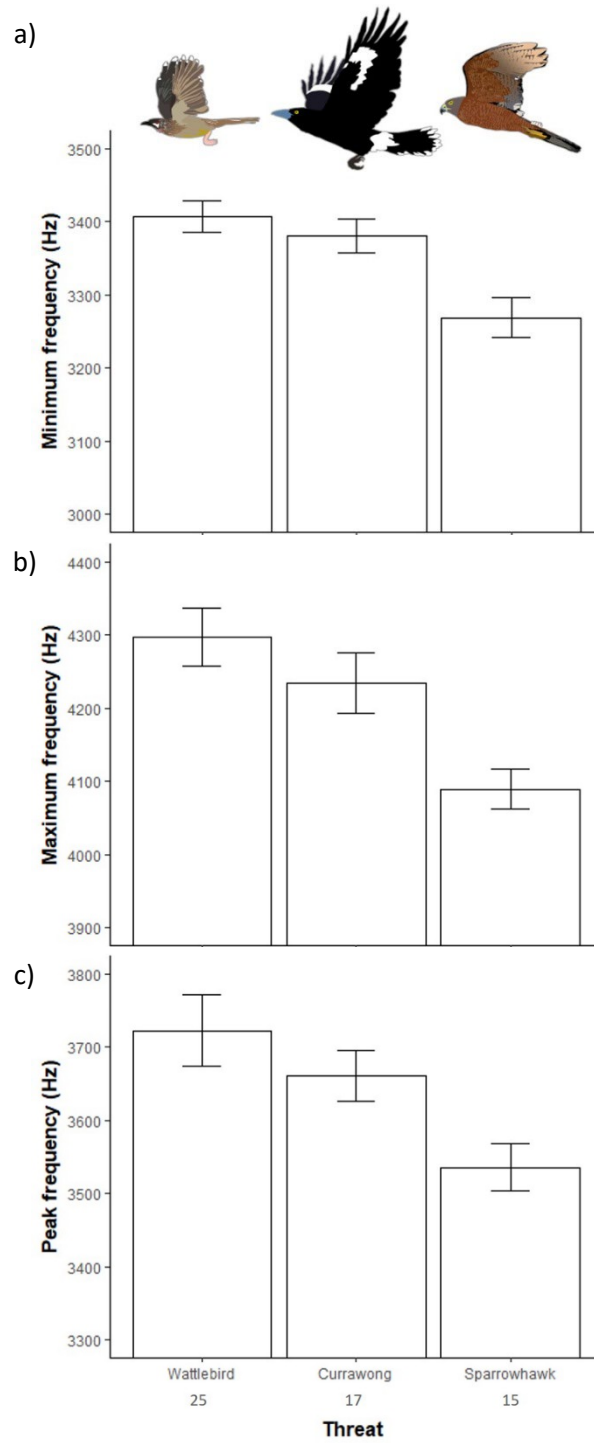 a)
3500
3400
3300
3200
3100
3000
Minimum frequency (Hz)
b)
4400
4300
4200
4100
4000
3900
Maximum frequency (Hz)
c)
3800
3700
3600
3500
3400
3300
Peak frequency (Hz)
Wattlebird Currawong Sparrowhawk
25 17 15
Threat